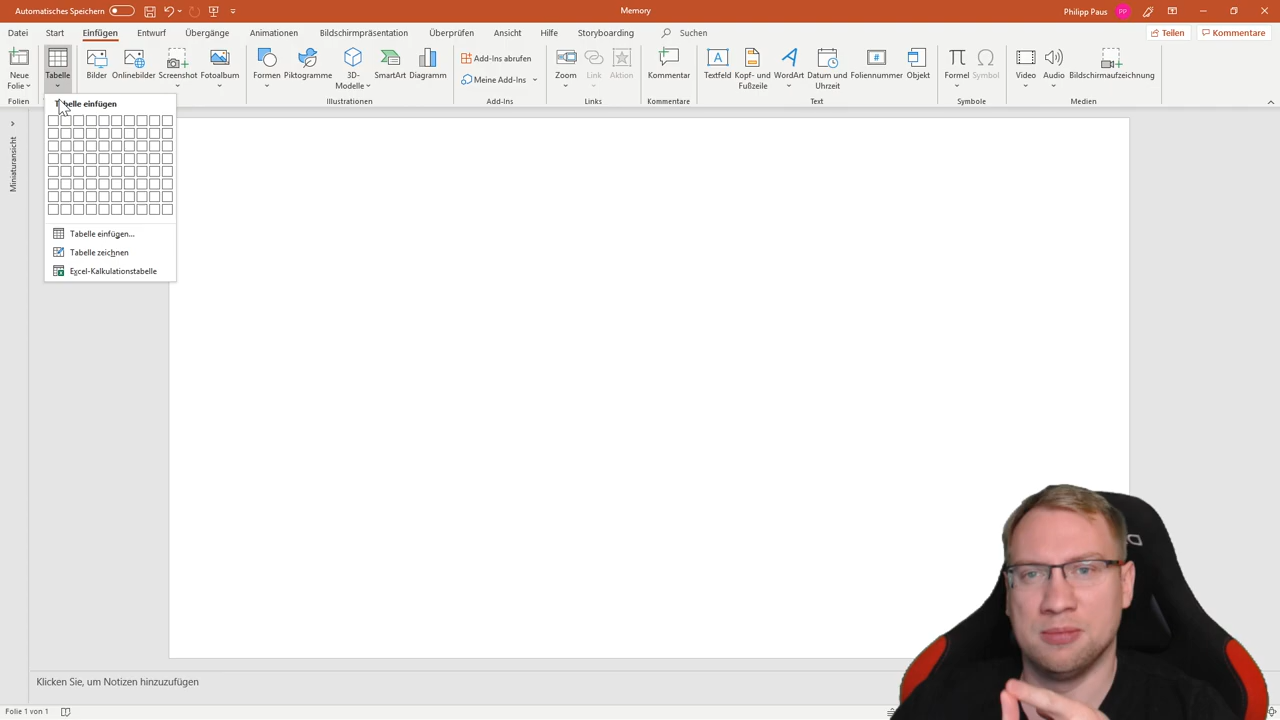 Automatisches Speichern
Memory
Philipp Paus
PP
Datei
Start
Einfügen
Entwurf
Übergänge
Animationen
Bildschirmpräsentation
Überprüfen
Ansicht
Hilfe
Storyboarding
Suchen
Teilen
Kommentare
Neue
Folie
Tabelle
Bilder
Onlinebilder
Screenshot
Fotoalbum
Formen
Piktogramme
3D-
Modelle
SmartArt
Diagramm
Add-Ins abrufen
Meine Add-Ins
Zoom
Link
Aktion
Kommentar
Textfeld
Kopf- und
Fußzeile
WordArt
Datum und
Uhrzeit
Foliennummer
Objekt
Formel
Symbol
Video
Audio
Bildschirmaufzeichnung
Folien
Illustrationen
Add-Ins
Links
Kommentare
Text
Symbole
Medien
Tabelle einfügen
Tabelle einfügen...
Tabelle zeichnen
Excel-Kalkulationstabelle
Miniaturansicht
Klicken Sie, um Notizen hinzuzufügen
Folie 1 von 1